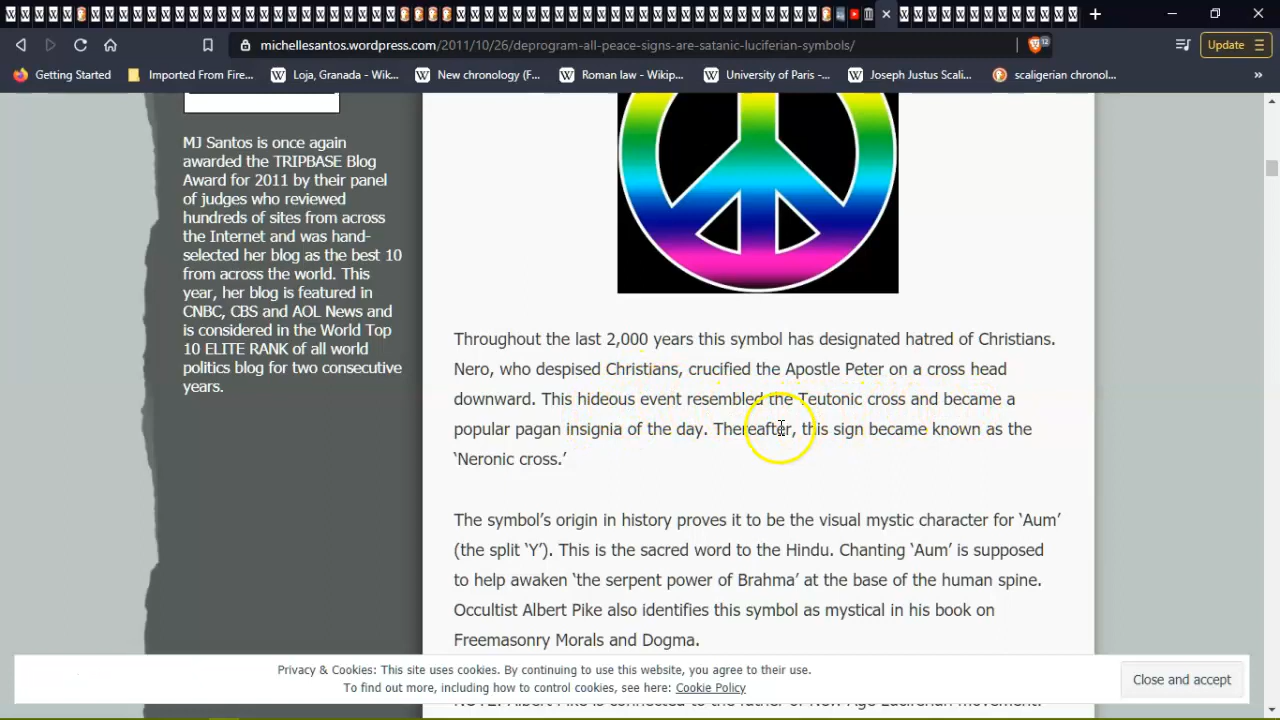 michellesantos.wordpress.com/2011/10/26/deprogram-all-peace-signs-are-satanic-luciferian-symbols/
12
Update
Getting Started
Imported From Fire...
Loja, Granada - Wik...
New chronology (F...
Roman law - Wikip...
University of Paris -...
Joseph Justus Scali...
scaligerian chronol...
»
MJ Santos is once again
awarded the TRIPBASE Blog
Award for 2011 by their panel
of judges who reviewed
hundreds of sites from across
the Internet and was hand-
selected her blog as the best 10
from across the world. This
year, her blog is featured in
CNBC, CBS and AOL News and
is considered in the World Top
10 ELITE RANK of all world
politics blog for two consecutive
years.
Throughout the last 2,000 years this symbol has designated hatred of Christians.
Nero, who despised Christians, crucified the Apostle Peter on a cross head
downward. This hideous event resembled the Teutonic cross and became a
popular pagan insignia of the day. Thereafter, this sign became known as the
‘Neronic cross.’
The symbol’s origin in history proves it to be the visual mystic character for ‘Aum’
(the split ‘Y’). This is the sacred word to the Hindu. Chanting ‘Aum’ is supposed
to help awaken ‘the serpent power of Brahma’ at the base of the human spine.
Occultist Albert Pike also identifies this symbol as mystical in his book on
Freemasonry Morals and Dogma.
Privacy & Cookies: This site uses cookies. By continuing to use this website, you agree to their use.
To find out more, including how to control cookies, see here: Cookie Policy
Close and accept